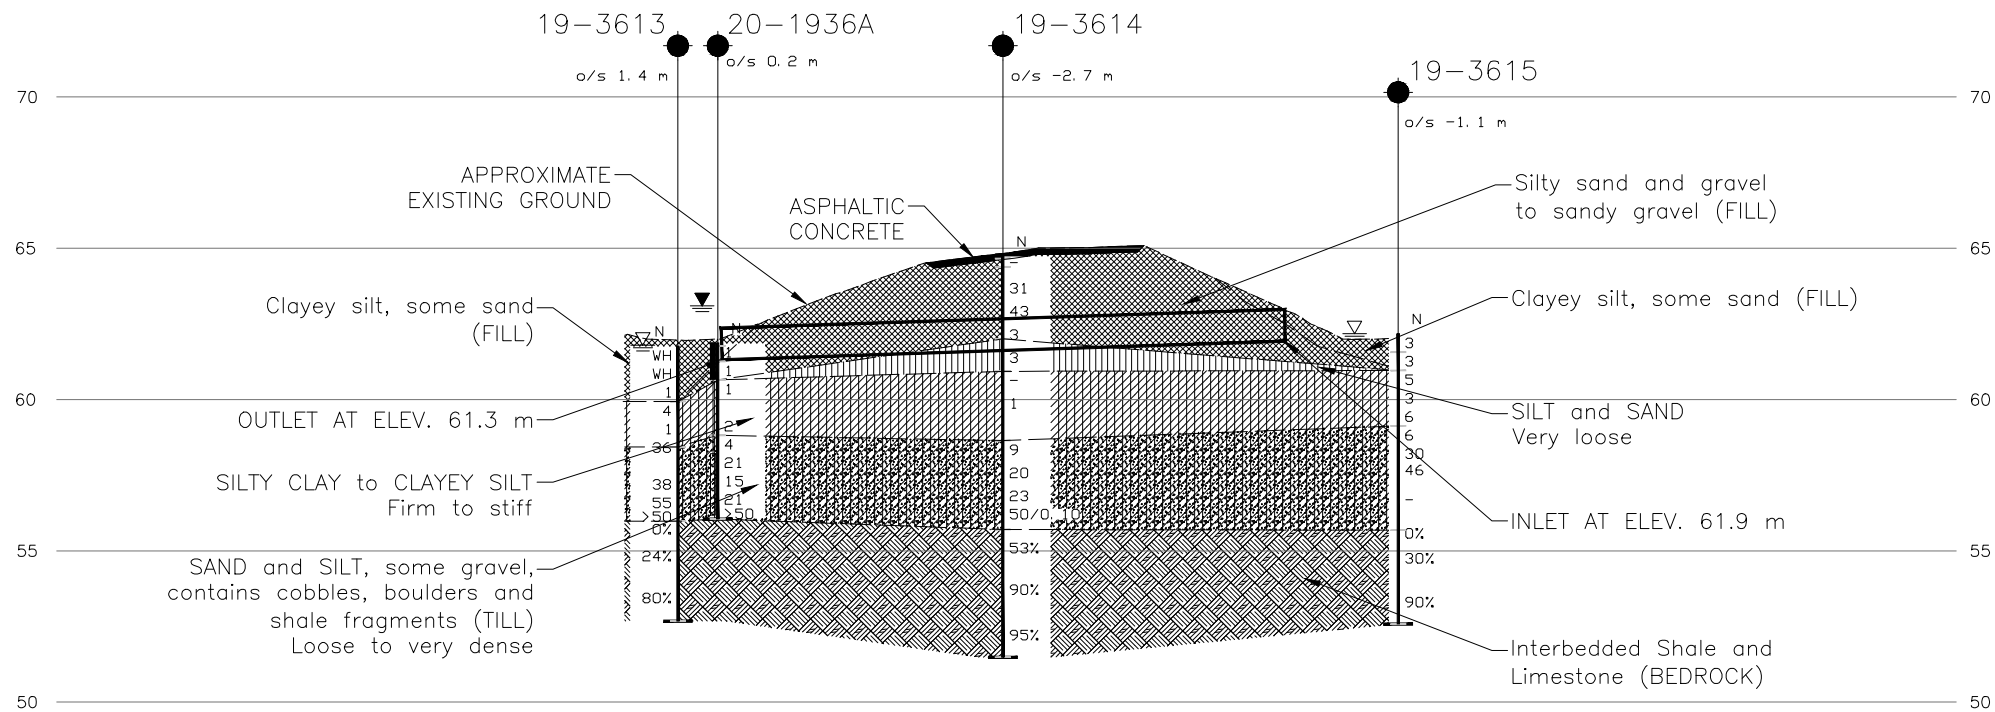 19-3613
20-1936A
19-3614
19-3615
o/s 1.4 m
o/s 0.2 m
o/s -2.7 m
o/s -1.1 m
70
70
65
65
60
60
55
55
50
50
APPROXIMATE
EXISTING GROUND
ASPHALTIC
CONCRETE
Silty sand and gravel
to sandy gravel (FILL)
Clayey silt, some sand
(FILL)
Clayey silt, some sand (FILL)
OUTLET AT ELEV. 61.3 m
SILT and SAND
Very loose
SILTY CLAY to CLAYEY SILT
Firm to stiff
INLET AT ELEV. 61.9 m
SAND and SILT, some gravel,
contains cobbles, boulders and
shale fragments (TILL)
Loose to very dense
Interbedded Shale and
Limestone (BEDROCK)
N
WH
WH
1
4
1
36
38
55
>50
0%
24%
80%
N
1
1
1
2
4
21
15
21
>50
N
-
31
43
3
3
-
1
9
20
23
50/0.10
53%
90%
95%
N
3
3
5
3
6
6
30
46
-
0%
30%
90%